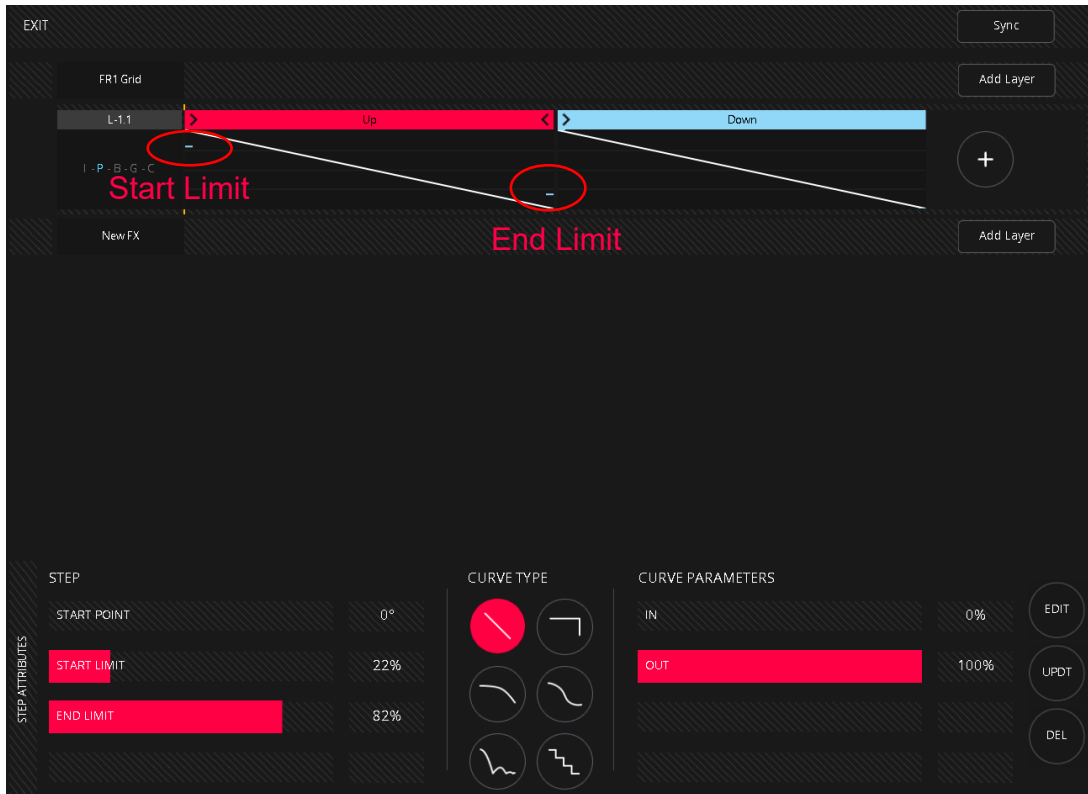 EXIT
Sync
FR1 Grid
Add Layer
L-1.1
Up
Down
I - P - B - G - C
+
Start Limit
New FX
End Limit
Add Layer
STEP
CURVE TYPE
CURVE PARAMETERS
STEP ATTRIBUTES
START POINT
0°
IN
0%
EDIT
START LIMIT
22%
OUT
100%
UPDT
END LIMIT
82%
DEL